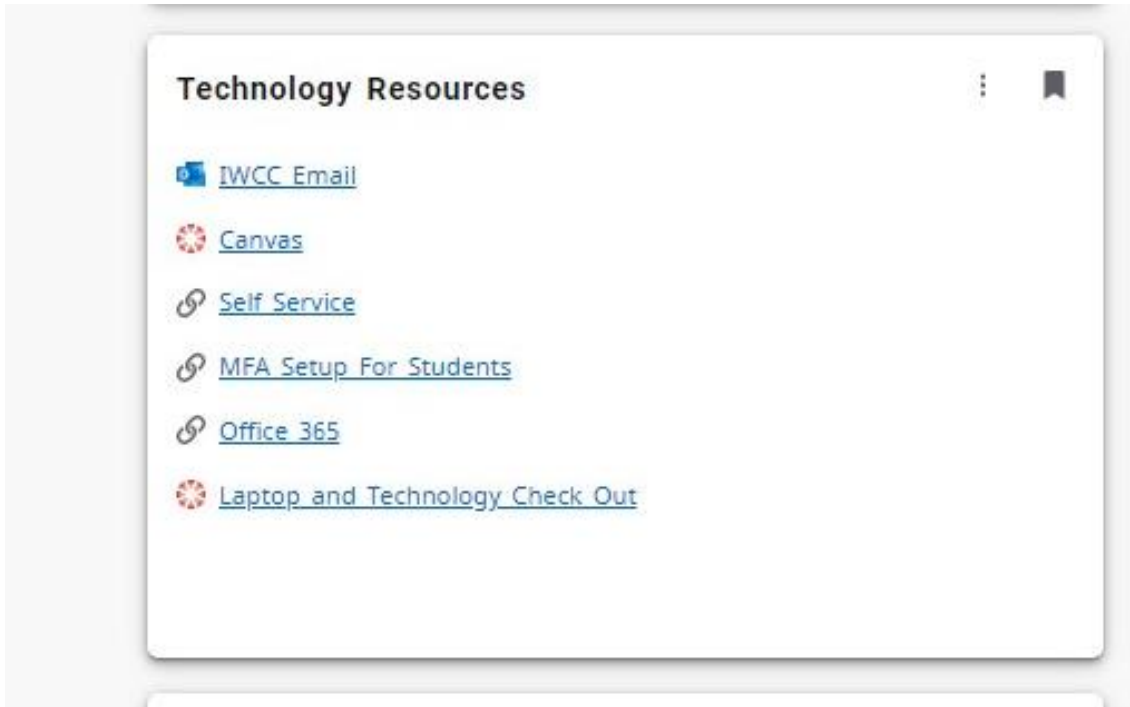 Technology Resources
IWCC Email
Canvas
Self Service
MFA Setup For Students
Office 365
Laptop and Technology Check Out